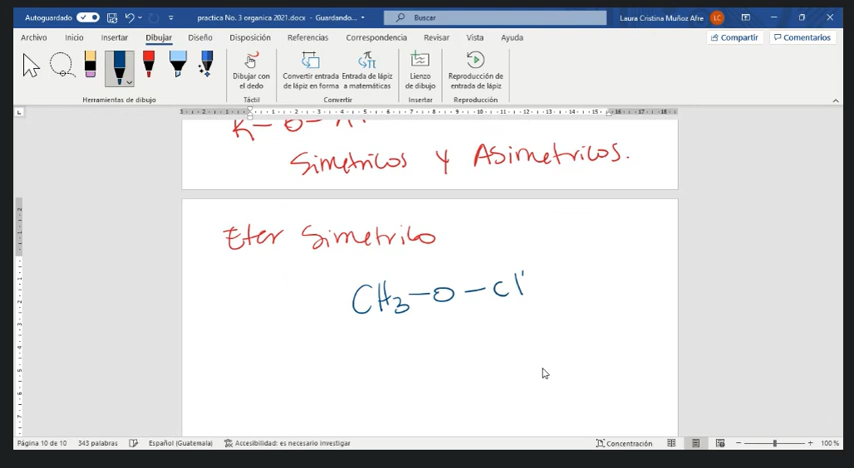 Autoguardado
practica No. 3 organica 2021.docx - Guardando...
Buscar
Laura Cristina Muñoz Afre
LC
Archivo Inicio Insertar Dibujar Diseño Disposición Referencias Correspondencia Revisar Vista Ayuda
Compartir Comentarios
Dibujar con el dedo
Convertir entrada de lápiz en forma
Entrada de lápiz a matemáticas
Lienzo de dibujo
Reproducción de entrada de lápiz
Herramientas de dibujo Táctil Convertir Insertar Reproducción
Simetricos y Asimetricos.
Eter Simetrico
CH3-O-Cl
Página 10 de 10 343 palabras Español (Guatemala) Accesibilidad: es necesario investigar Concentración 100 %